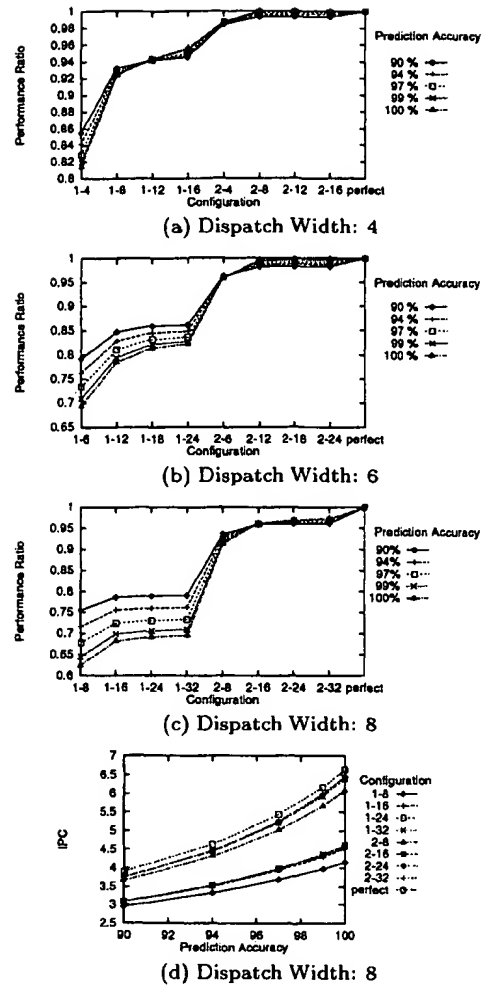 1
0.98
0.96
0.94
0.92
0.9
0.88
0.86
0.84
0.82
0.8
Performance Ratio
1-4 1-8 1-12 1-16 2-4 2-8 2-12 2-16 perfect
Configuration
Prediction Accuracy
90 %
94 %
97 %
99 %
100 %
(a) Dispatch Width: 4
1
0.95
0.9
0.85
0.8
0.75
0.7
0.65
Performance Ratio
1-6 1-12 1-18 1-24 2-6 2-12 2-18 2-24 perfect
Configuration
Prediction Accuracy
90 %
94 %
97 %
99 %
100 %
(b) Dispatch Width: 6
1
0.95
0.9
0.85
0.8
0.75
0.7
0.65
0.6
Performance Ratio
1-8 1-16 1-24 1-32 2-8 2-16 2-24 2-32 perfect
Configuration
Prediction Accuracy
90%
94%
97%
99%
100%
(c) Dispatch Width: 8
7
6.5
6
5.5
5
4.5
4
3.5
3
2.5
IPC
90 92 94 96 98 100
Prediction Accuracy
Configuration
1-8
1-16
1-24
1-32
2-8
2-16
2-24
2-32
perfect
(d) Dispatch Width: 8